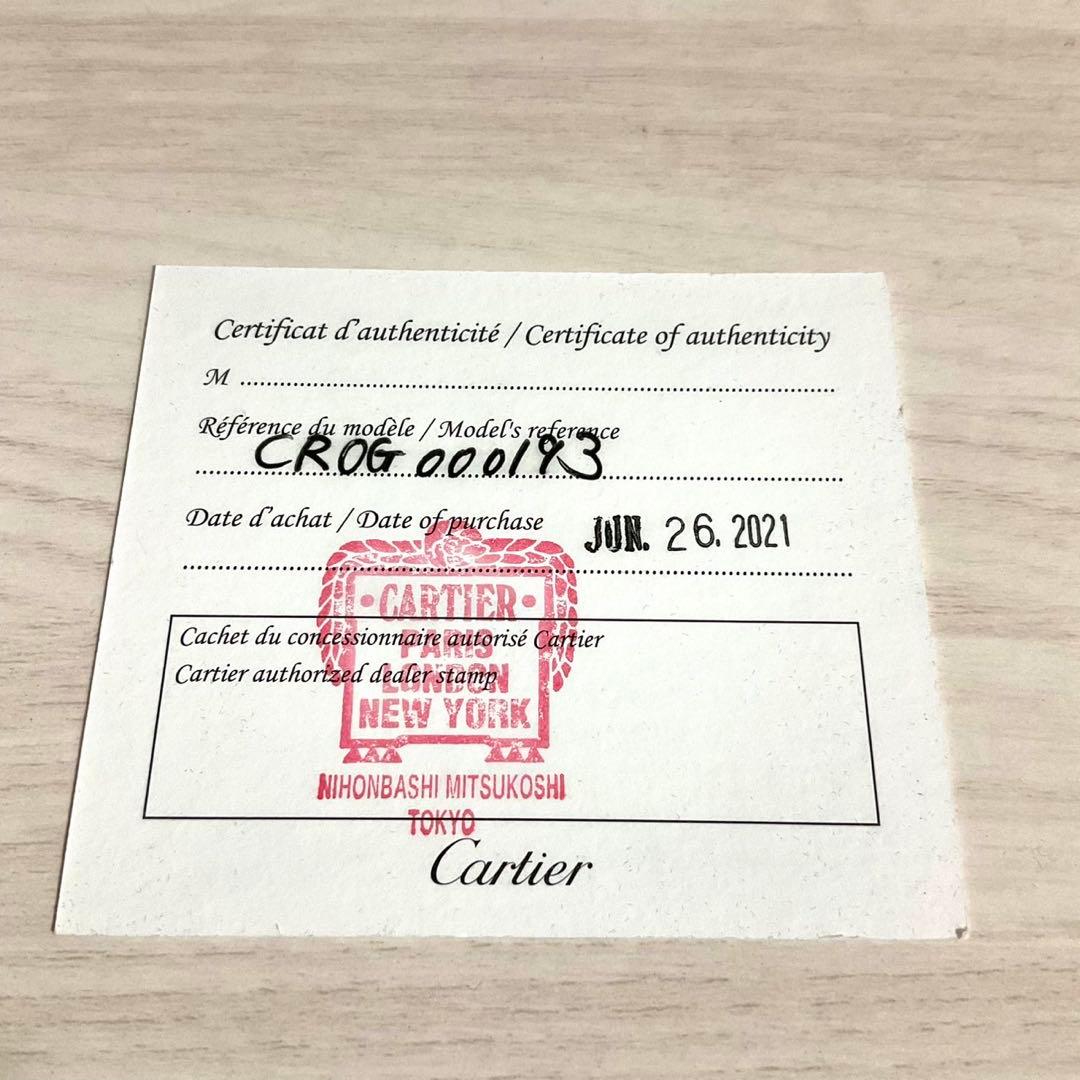 Certificat d'authenticité / Certificate of authenticity
M
Référence du modèle / Model's reference
CROG000193
Date d'achat / Date of purchase
JUN. 26. 2021
• CARTIER •
PARIS
LONDON
NEW YORK
Cachet du concessionnaire autorisé Cartier
Cartier authorized dealer stamp
NIHONBASHI MITSUKOSHI
TOKYO
Cartier